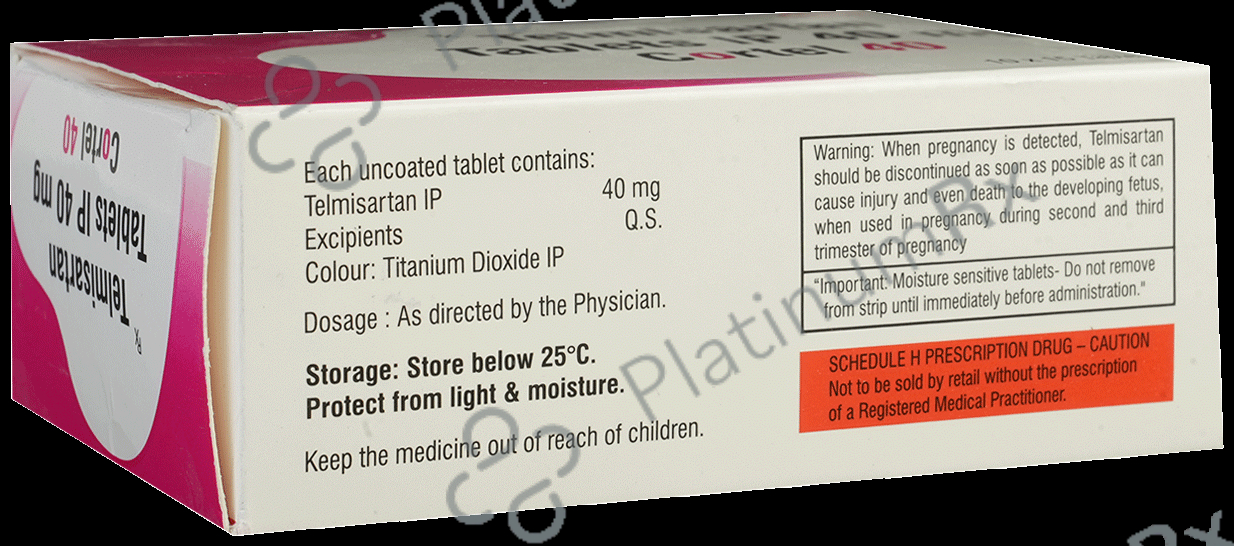 Tablets IP 40
Cortel 40
Rx
Telmisartan
Tablets IP 40 mg
Cortel 40
Each uncoated tablet contains:
Telmisartan IP 40 mg
Excipients Q.S.
Colour: Titanium Dioxide IP
Dosage : As directed by the Physician.
Storage: Store below 25°C.
Protect from light & moisture.
Keep the medicine out of reach of children.
Warning: When pregnancy is detected, Telmisartan
should be discontinued as soon as possible as it can
cause injury and even death to the developing fetus,
when used in pregnancy during second and third
trimester of pregnancy
"Important: Moisture sensitive tablets- Do not remove
from strip until immediately before administration."
SCHEDULE H PRESCRIPTION DRUG – CAUTION
Not to be sold by retail without the prescription
of a Registered Medical Practitioner.
PlatinumRx